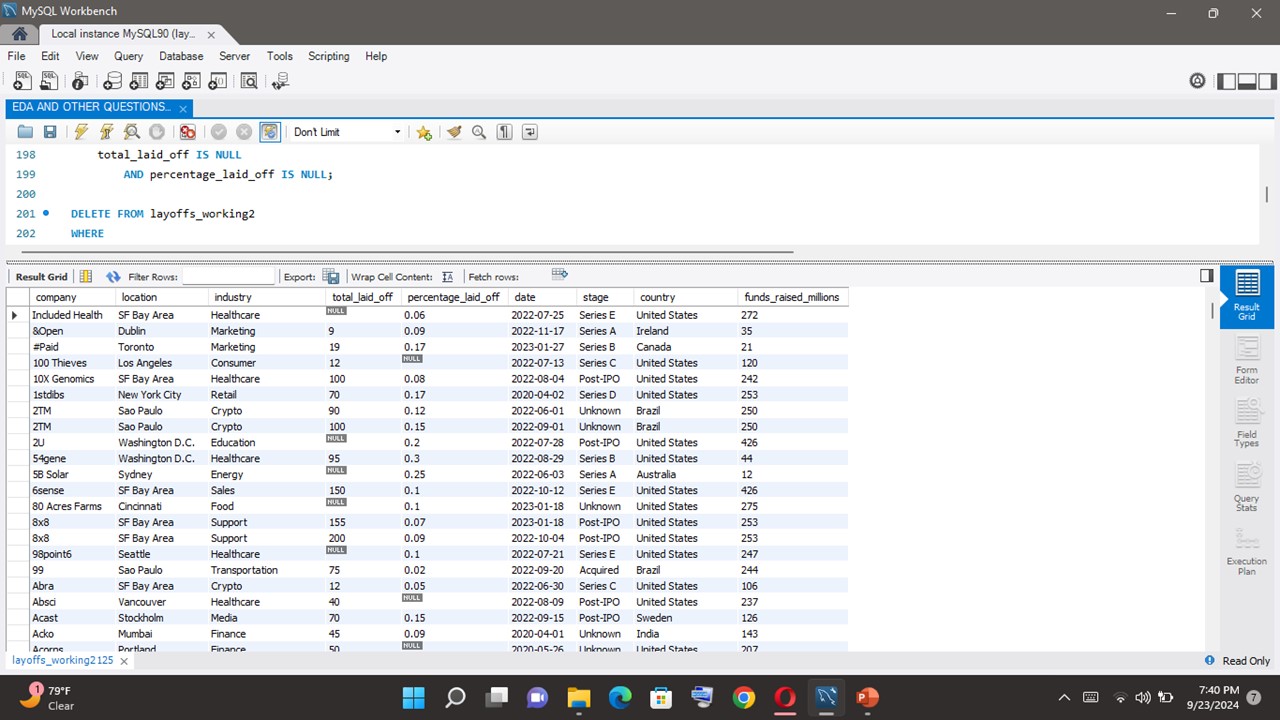 MySQL Workbench
Local instance MySQL90 (lay...
File Edit View Query Database Server Tools Scripting Help
EDA AND OTHER QUESTIONS...
Don't Limit
198 total_laid_off IS NULL
199 AND percentage_laid_off IS NULL;
200
201 DELETE FROM layoffs_working2
202 WHERE
Result Grid Filter Rows: Export: Wrap Cell Content: Fetch rows:
company location industry total_laid_off percentage_laid_off date stage country funds_raised_millions
Included Health SF Bay Area Healthcare NULL 0.06 2022-07-25 Series E United States 272
&Open Dublin Marketing 9 0.09 2022-11-17 Series A Ireland 35
#Paid Toronto Marketing 19 0.17 2023-01-27 Series B Canada 21
100 Thieves Los Angeles Consumer 12 NULL 2022-07-13 Series C United States 120
10X Genomics SF Bay Area Healthcare 100 0.08 2022-08-04 Post-IPO United States 242
1stdibs New York City Retail 70 0.17 2020-04-02 Series D United States 253
2TM Sao Paulo Crypto 90 0.12 2022-06-01 Unknown Brazil 250
2TM Sao Paulo Crypto 100 0.15 2022-09-01 Unknown Brazil 250
2U Washington D.C. Education NULL 0.2 2022-07-28 Post-IPO United States 426
54gene Washington D.C. Healthcare 95 0.3 2022-08-29 Series B United States 44
5B Solar Sydney Energy NULL 0.25 2022-06-03 Series A Australia 12
6sense SF Bay Area Sales 150 0.1 2022-10-12 Series E United States 426
80 Acres Farms Cincinnati Food NULL 0.1 2023-01-18 Unknown United States 275
8x8 SF Bay Area Support 155 0.07 2023-01-18 Post-IPO United States 253
8x8 SF Bay Area Support 200 0.09 2022-10-04 Post-IPO United States 253
98point6 Seattle Healthcare NULL 0.1 2022-07-21 Series E United States 247
99 Sao Paulo Transportation 75 0.02 2022-09-20 Acquired Brazil 244
Abra SF Bay Area Crypto 12 0.05 2022-06-30 Series C United States 106
Absci Vancouver Healthcare 40 NULL 2022-08-09 Post-IPO United States 237
Acast Stockholm Media 70 0.15 2022-09-15 Post-IPO Sweden 126
Acko Mumbai Finance 45 0.09 2020-04-01 Unknown India 143
Acorns Portland Finance 50 NULL 2020-05-26 Unknown United States 207
Result Grid
Form Editor
Field Types
Query Stats
Execution Plan
layoffs_working2125 Read Only
1 79°F
Clear
7:40 PM
9/23/2024 7